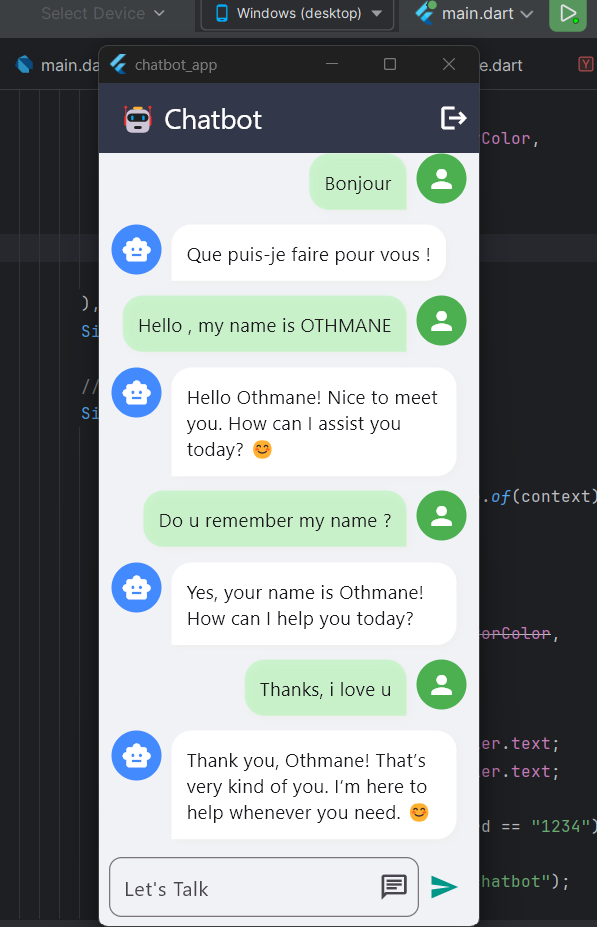 Select Device
Windows (desktop)
main.dart
main.da
chatbot_app
e.dart
Y
Chatbot
Color,
Bonjour
Que puis-je faire pour vous !
),
Hello , my name is OTHMANE
Si
//
Hello Othmane! Nice to meet
you. How can I assist you
today? 😊
Si
.of(context)
Do u remember my name ?
Yes, your name is Othmane!
How can I help you today?
orColor,
Thanks, i love u
er.text;
Thank you, Othmane! That's
er.text;
very kind of you. I'm here to
help whenever you need. 😊
d == "1234")
Let's Talk
hatbot");